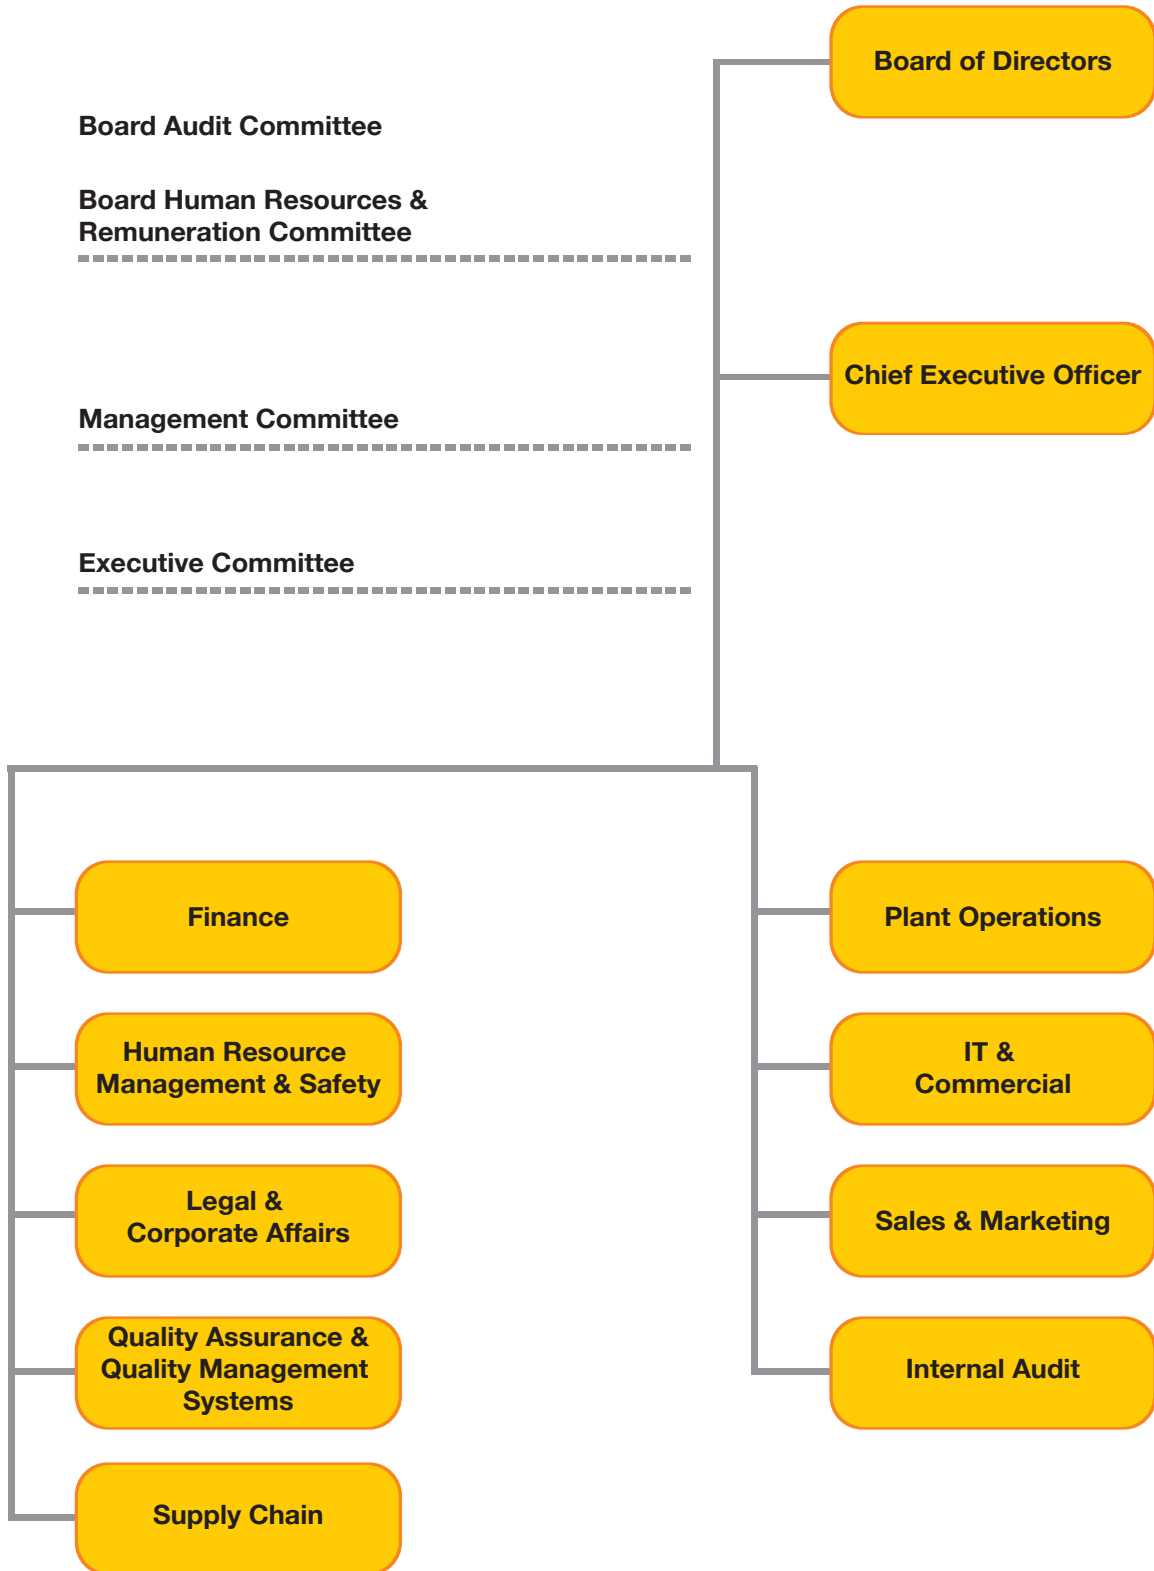 Board of Directors
Board Audit Committee
Board Human Resources &
Remuneration Committee
Chief Executive Officer
Management Committee
Executive Committee
Finance
Human Resource
Management & Safety
Legal &
Corporate Affairs
Quality Assurance &
Quality Management
Systems
Supply Chain
Plant Operations
IT &
Commercial
Sales & Marketing
Internal Audit